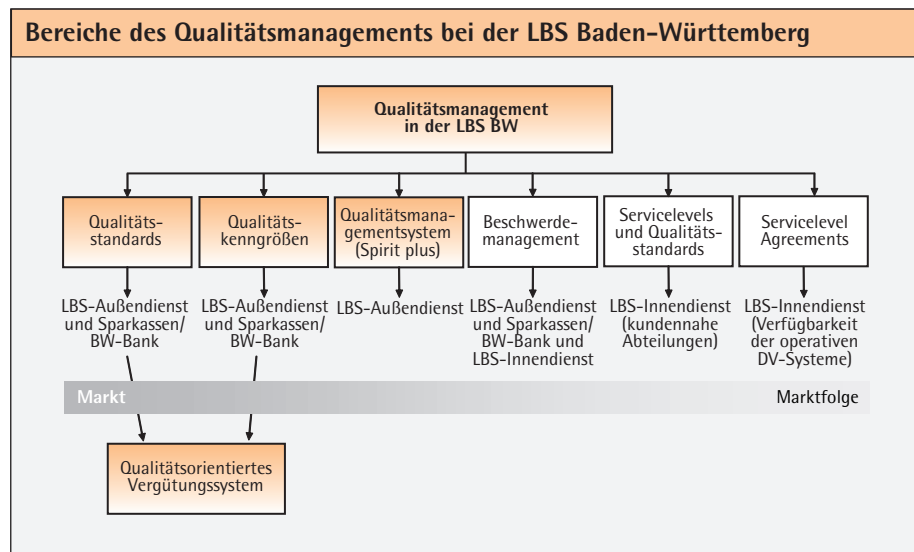 Bereiche des Qualitätsmanagements bei der LBS Baden-Württemberg
Qualitätsmanagement
in der LBS BW
Qualitäts-
standards
Qualitäts-
kenngrößen
Qualitätsmana-
gementsystem
(Spirit plus)
Beschwerde-
management
Servicelevels
und Qualitäts-
standards
Servicelevel
Agreements
LBS-Außendienst
und Sparkassen/
BW-Bank
LBS-Außendienst
und Sparkassen/
BW-Bank
LBS-Außendienst
LBS-Außendienst
und Sparkassen/
BW-Bank und
LBS-Innendienst
LBS-Innendienst
(kundennahe
Abteilungen)
LBS-Innendienst
(Verfügbarkeit
der operativen
DV-Systeme)
Markt
Marktfolge
Qualitätsorientiertes
Vergütungssystem